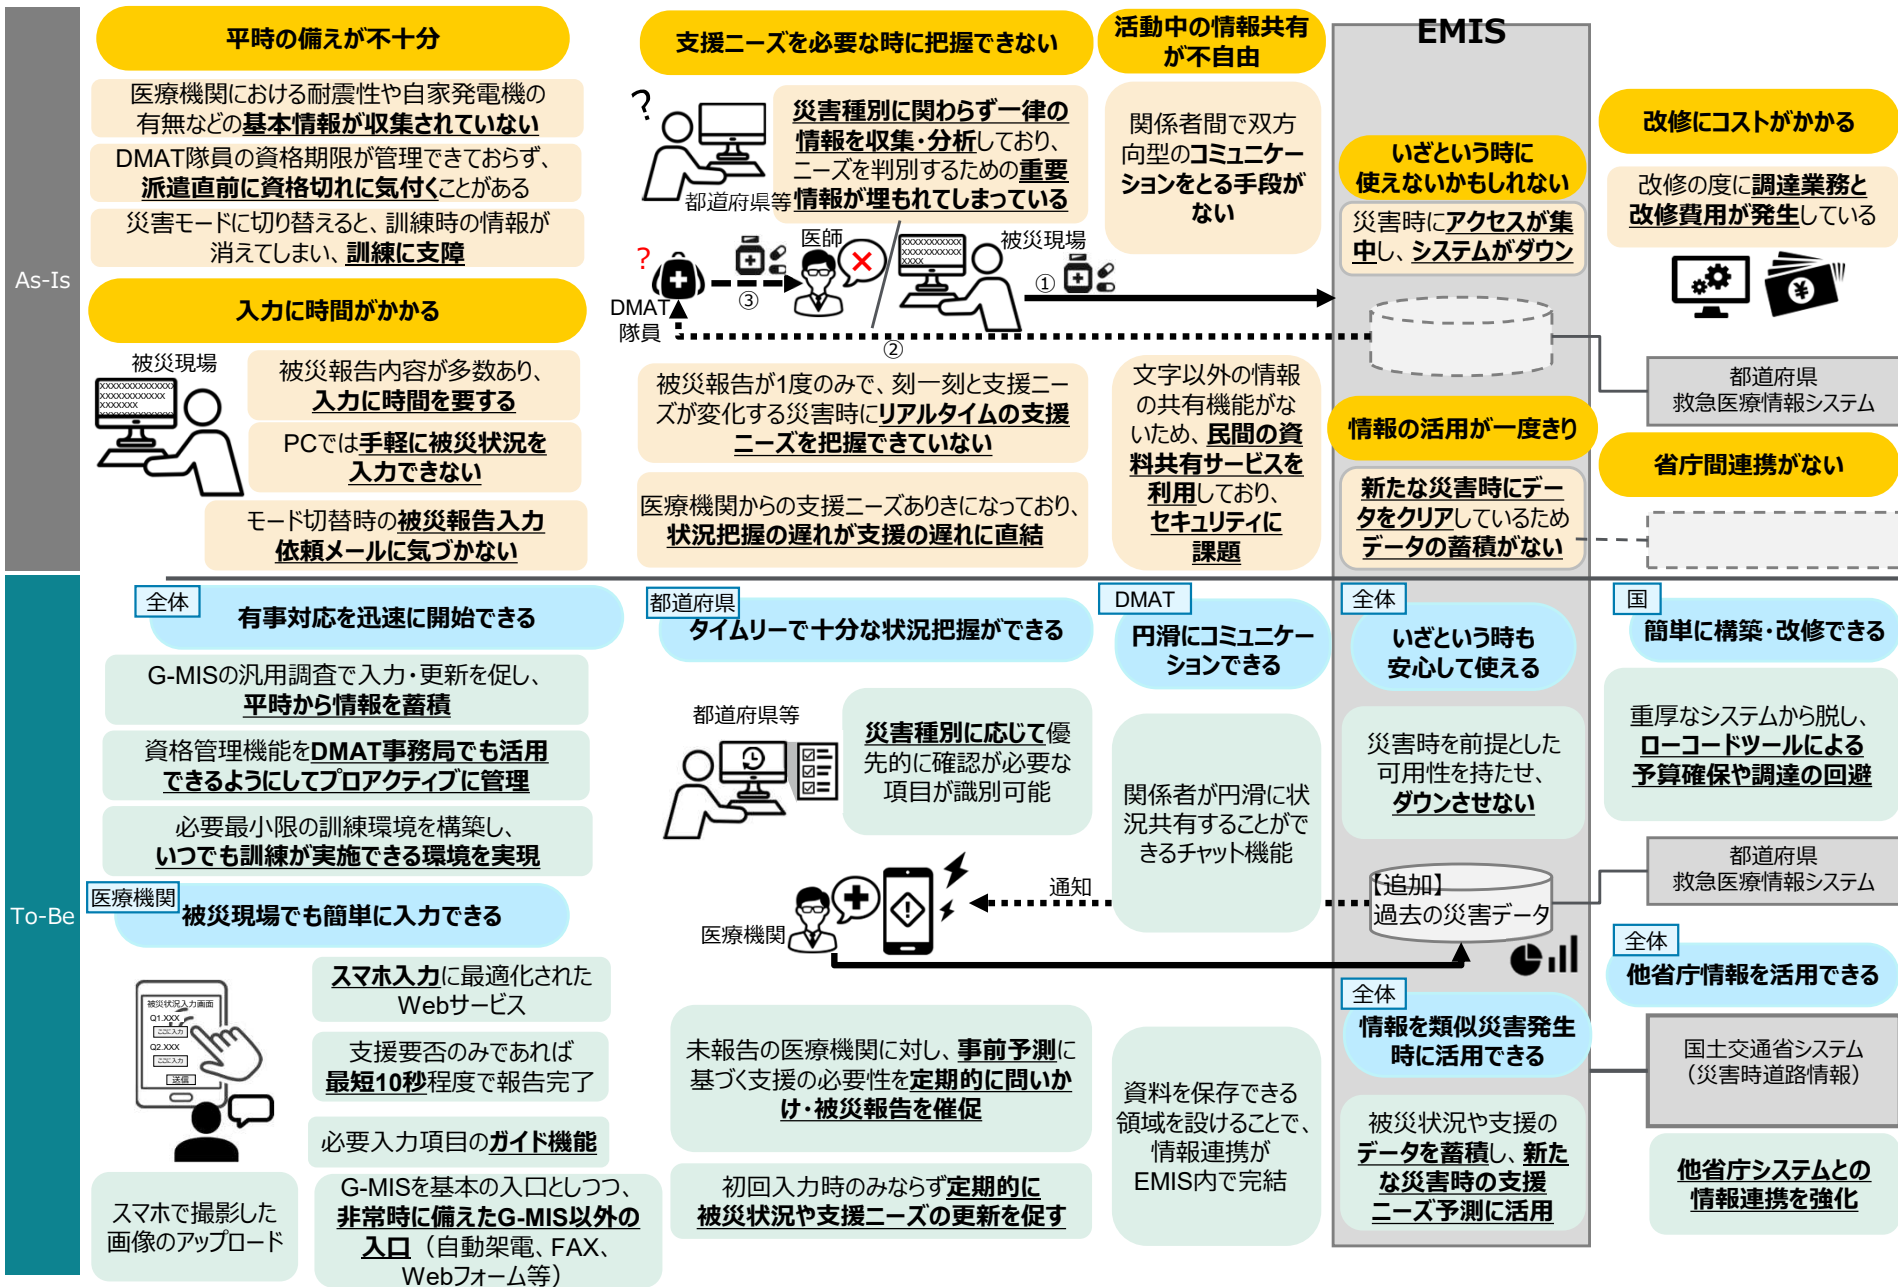 As-Is
平時の備えが不十分
医療機関における耐震性や自家発電機の
有無などの基本情報が収集されていない
DMAT隊員の資格期限が管理できておらず、
派遣直前に資格切れに気付くことがある
災害モードに切り替えると、訓練時の情報が
消えてしまい、訓練に支障
入力に時間がかかる
被災現場
XXXXXXXXXXXX
XXXXXXXXXXXX
XXXXXXX
被災報告内容が多数あり、
入力に時間を要する
PCでは手軽に被災状況を
入力できない
モード切替時の被災報告入力
依頼メールに気づかない
支援ニーズを必要な時に把握できない
?
都道府県等
災害種別に関わらず一律の
情報を収集・分析しており、
ニーズを判別するための重要
情報が埋もれてしまっている
?
DMAT
隊員
③
医師
XXXXXXXXXXX
XXXXXXXXXXX
XXXX
被災現場
①
②
被災報告が1度のみで、刻一刻と支援ニー
ズが変化する災害時にリアルタイムの支援
ニーズを把握できていない
医療機関からの支援ニーズありきになっており、
状況把握の遅れが支援の遅れに直結
活動中の情報共有
が不自由
関係者間で双方
向型のコミュニケー
ションをとる手段が
ない
文字以外の情報
の共有機能がな
いため、民間の資
料共有サービスを
利用しており、
セキュリティに
課題
EMIS
いざという時に
使えないかもしれない
災害時にアクセスが集
中し、システムがダウン
情報の活用が一度きり
新たな災害時にデー
タをクリアしているため
データの蓄積がない
改修にコストがかかる
改修の度に調達業務と
改修費用が発生している
¥
都道府県
救急医療情報システム
省庁間連携がない
To-Be
全体
有事対応を迅速に開始できる
G-MISの汎用調査で入力・更新を促し、
平時から情報を蓄積
資格管理機能をDMAT事務局でも活用
できるようにしてプロアクティブに管理
必要最小限の訓練環境を構築し、
いつでも訓練が実施できる環境を実現
医療機関
被災現場でも簡単に入力できる
被災状況入力画面
Q1.XXX
ここに入力
Q2.XXX
ここに入力
送信
スマホ入力に最適化された
Webサービス
支援要否のみであれば
最短10秒程度で報告完了
必要入力項目のガイド機能
スマホで撮影した
画像のアップロード
G-MISを基本の入口としつつ、
非常時に備えたG-MIS以外の
入口（自動架電、FAX、
Webフォーム等）
都道府県
タイムリーで十分な状況把握ができる
都道府県等
災害種別に応じて優
先的に確認が必要な
項目が識別可能
医療機関
通知
未報告の医療機関に対し、事前予測に
基づく支援の必要性を定期的に問いか
け・被災報告を催促
初回入力時のみならず定期的に
被災状況や支援ニーズの更新を促す
DMAT
円滑にコミュニケー
ションできる
関係者が円滑に状
況共有することがで
きるチャット機能
資料を保存できる
領域を設けることで、
情報連携が
EMIS内で完結
全体
いざという時も
安心して使える
災害時を前提とした
可用性を持たせ、
ダウンさせない
【追加】
過去の災害データ
全体
情報を類似災害発生
時に活用できる
被災状況や支援の
データを蓄積し、新た
な災害時の支援
ニーズ予測に活用
国
簡単に構築・改修できる
重厚なシステムから脱し、
ローコードツールによる
予算確保や調達の回避
都道府県
救急医療情報システム
全体
他省庁情報を活用できる
国土交通省システム
（災害時道路情報）
他省庁システムとの
情報連携を強化